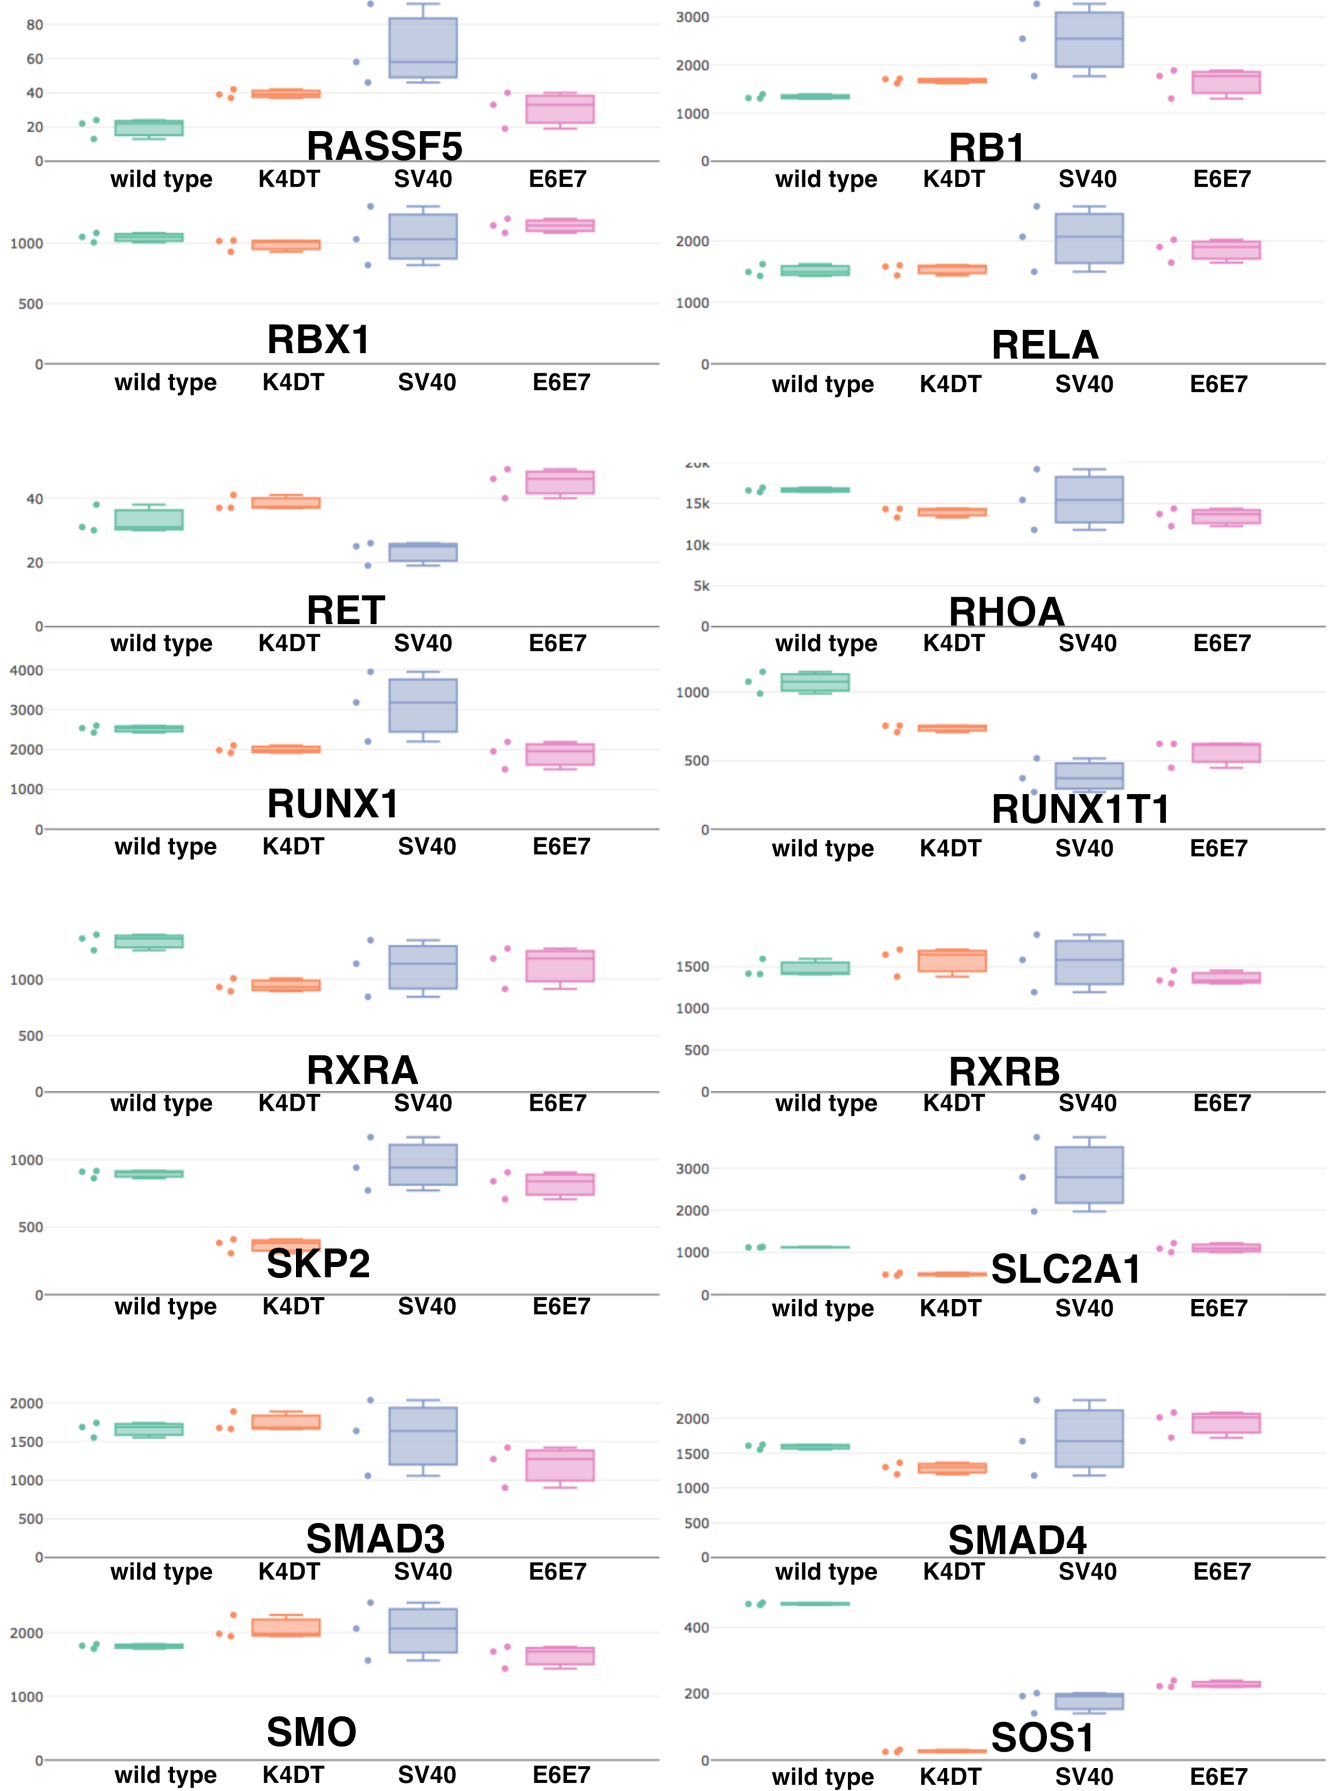 80
60
40
20
0
RASSF5
wild type K4DT SV40 E6E7
3000
2000
1000
0
RB1
wild type K4DT SV40 E6E7
1000
500
0
RBX1
wild type K4DT SV40 E6E7
2000
1000
0
RELA
wild type K4DT SV40 E6E7
40
20
0
RET
wild type K4DT SV40 E6E7
20k
15k
10k
5k
0
RHOA
wild type K4DT SV40 E6E7
4000
3000
2000
1000
0
RUNX1
wild type K4DT SV40 E6E7
1000
500
0
RUNX1T1
wild type K4DT SV40 E6E7
1000
500
0
RXRA
wild type K4DT SV40 E6E7
1500
1000
500
0
RXRB
wild type K4DT SV40 E6E7
1000
500
0
SKP2
wild type K4DT SV40 E6E7
3000
2000
1000
0
SLC2A1
wild type K4DT SV40 E6E7
2000
1500
1000
500
0
SMAD3
wild type K4DT SV40 E6E7
2000
1500
1000
500
0
SMAD4
wild type K4DT SV40 E6E7
2000
1000
0
SMO
wild type K4DT SV40 E6E7
400
200
0
SOS1
wild type K4DT SV40 E6E7